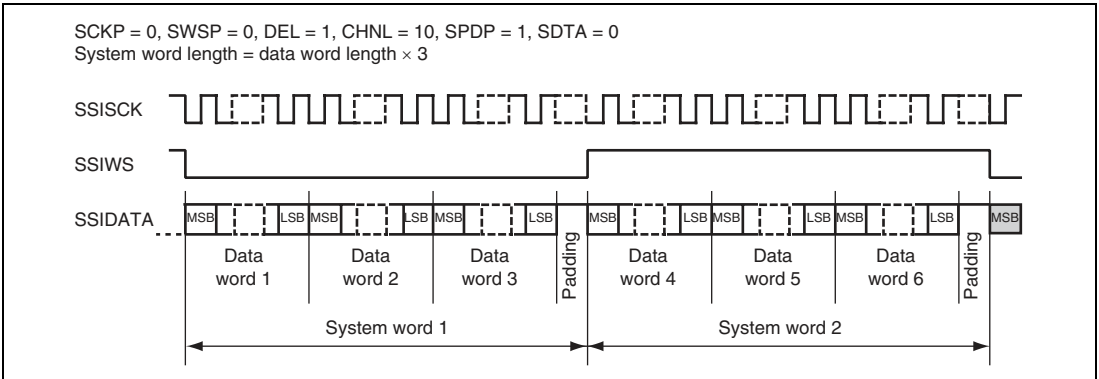 SCKP = 0, SWSP = 0, DEL = 1, CHNL = 10, SPDP = 1, SDTA = 0
System word length = data word length × 3
SSISCK
SSIWS
SSIDATA
MSB LSB MSB LSB MSB LSB MSB LSB MSB LSB MSB LSB MSB
Data word 1
Data word 2
Data word 3
Padding
Data word 4
Data word 5
Data word 6
Padding
System word 1
System word 2